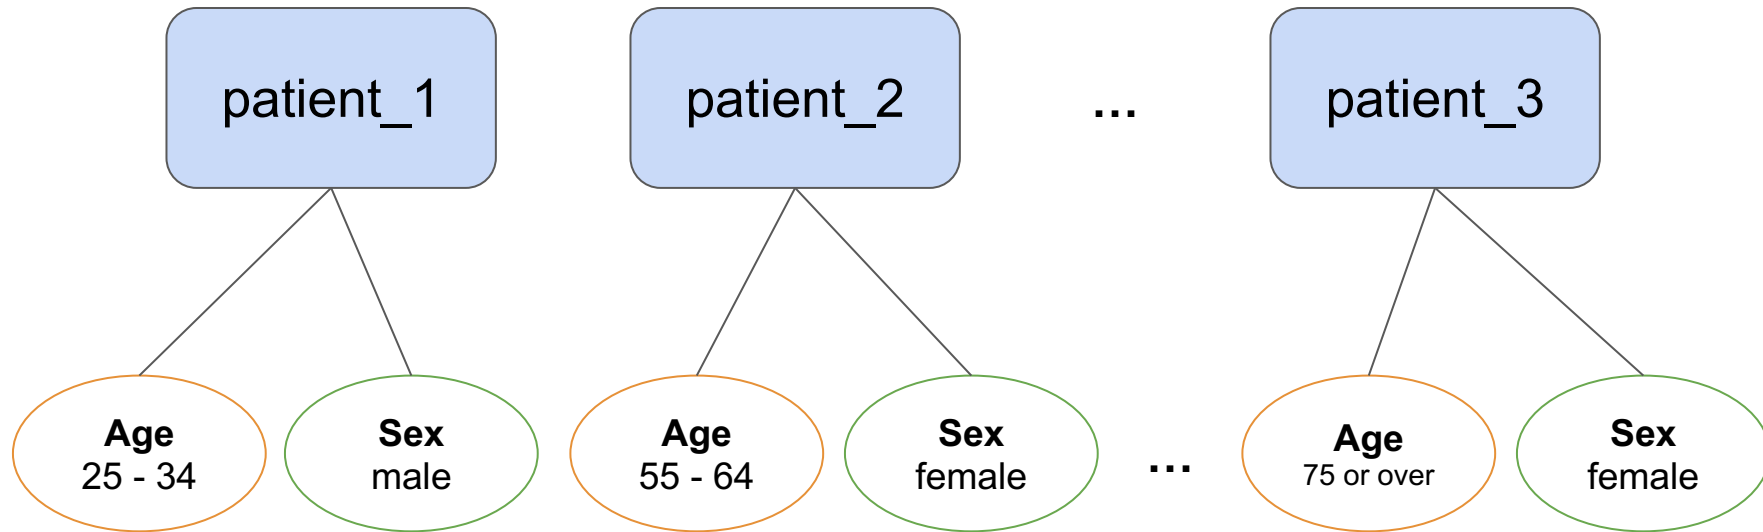 patient_1
patient_2
...
patient_3
Age
25 - 34
Sex
male
Age
55 - 64
Sex
female
...
Age
75 or over
Sex
female